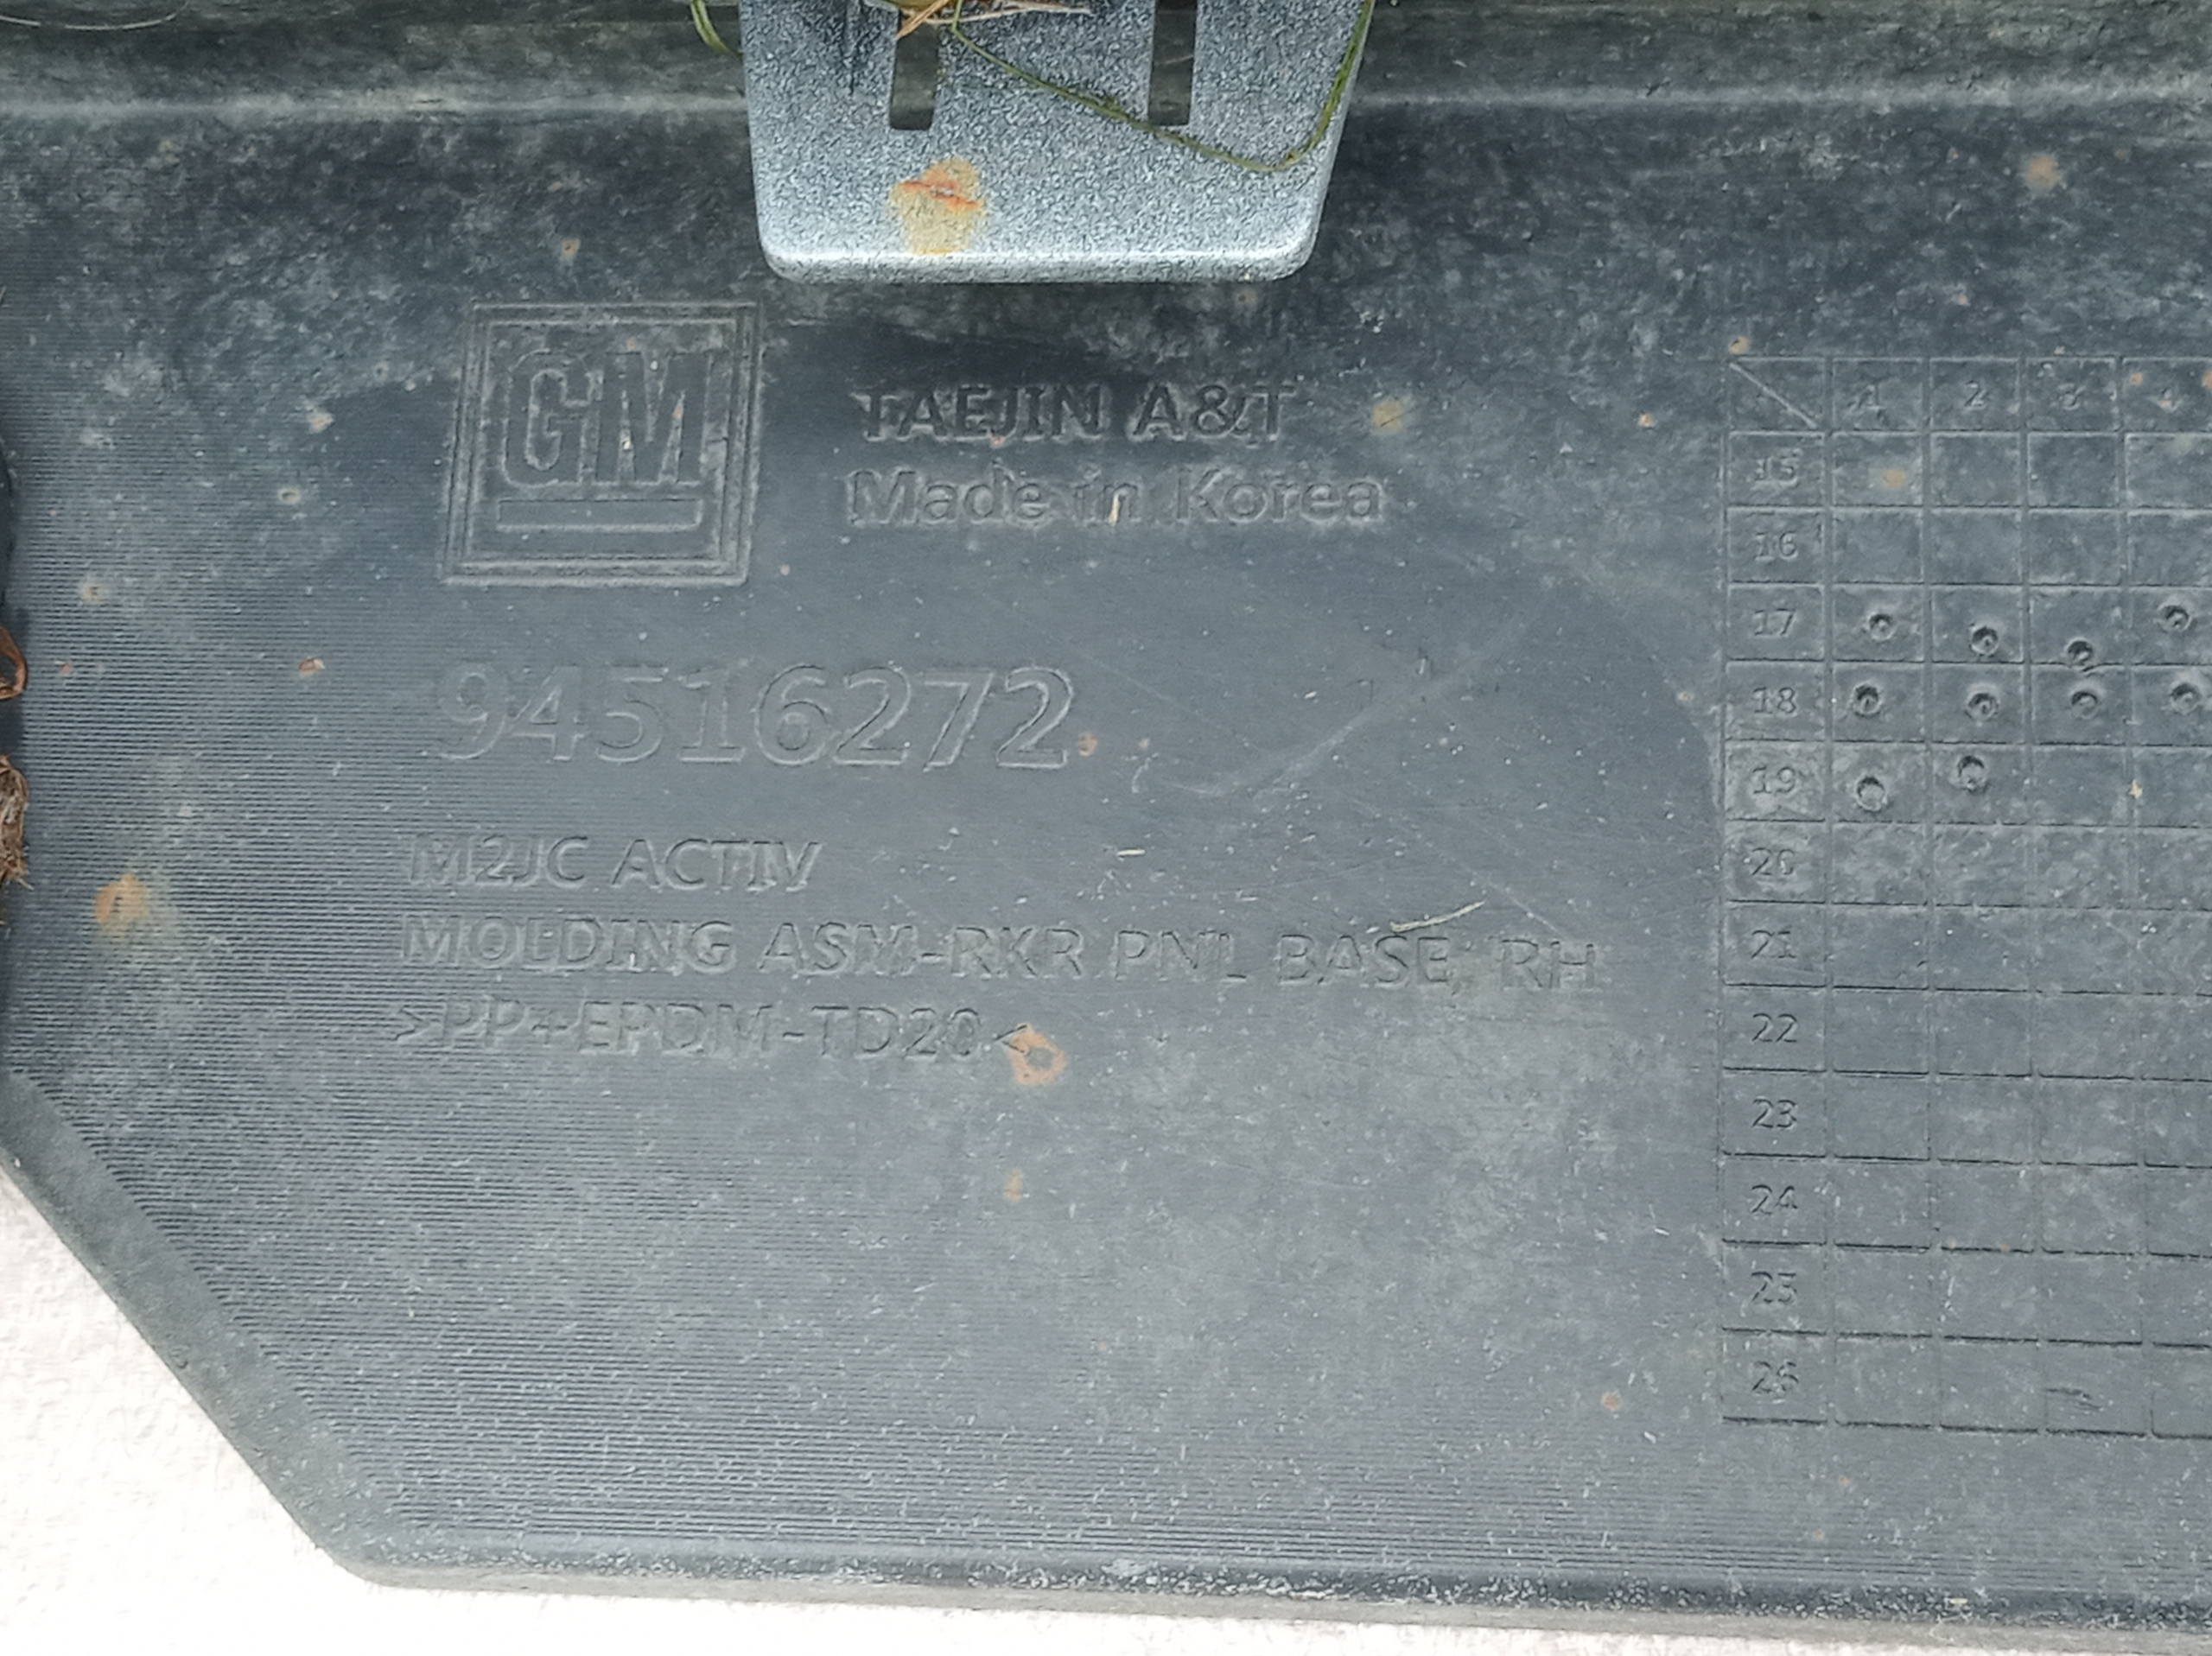 GM
TAEJIN A&T
Made in Korea
94516272
M2JC ACTIV
MOLDING ASM-RKR PNL BASE, RH
>PP+EPDM-TD20<
1 2 3 4
15
16
17
18
19
20
21
22
23
24
25
26